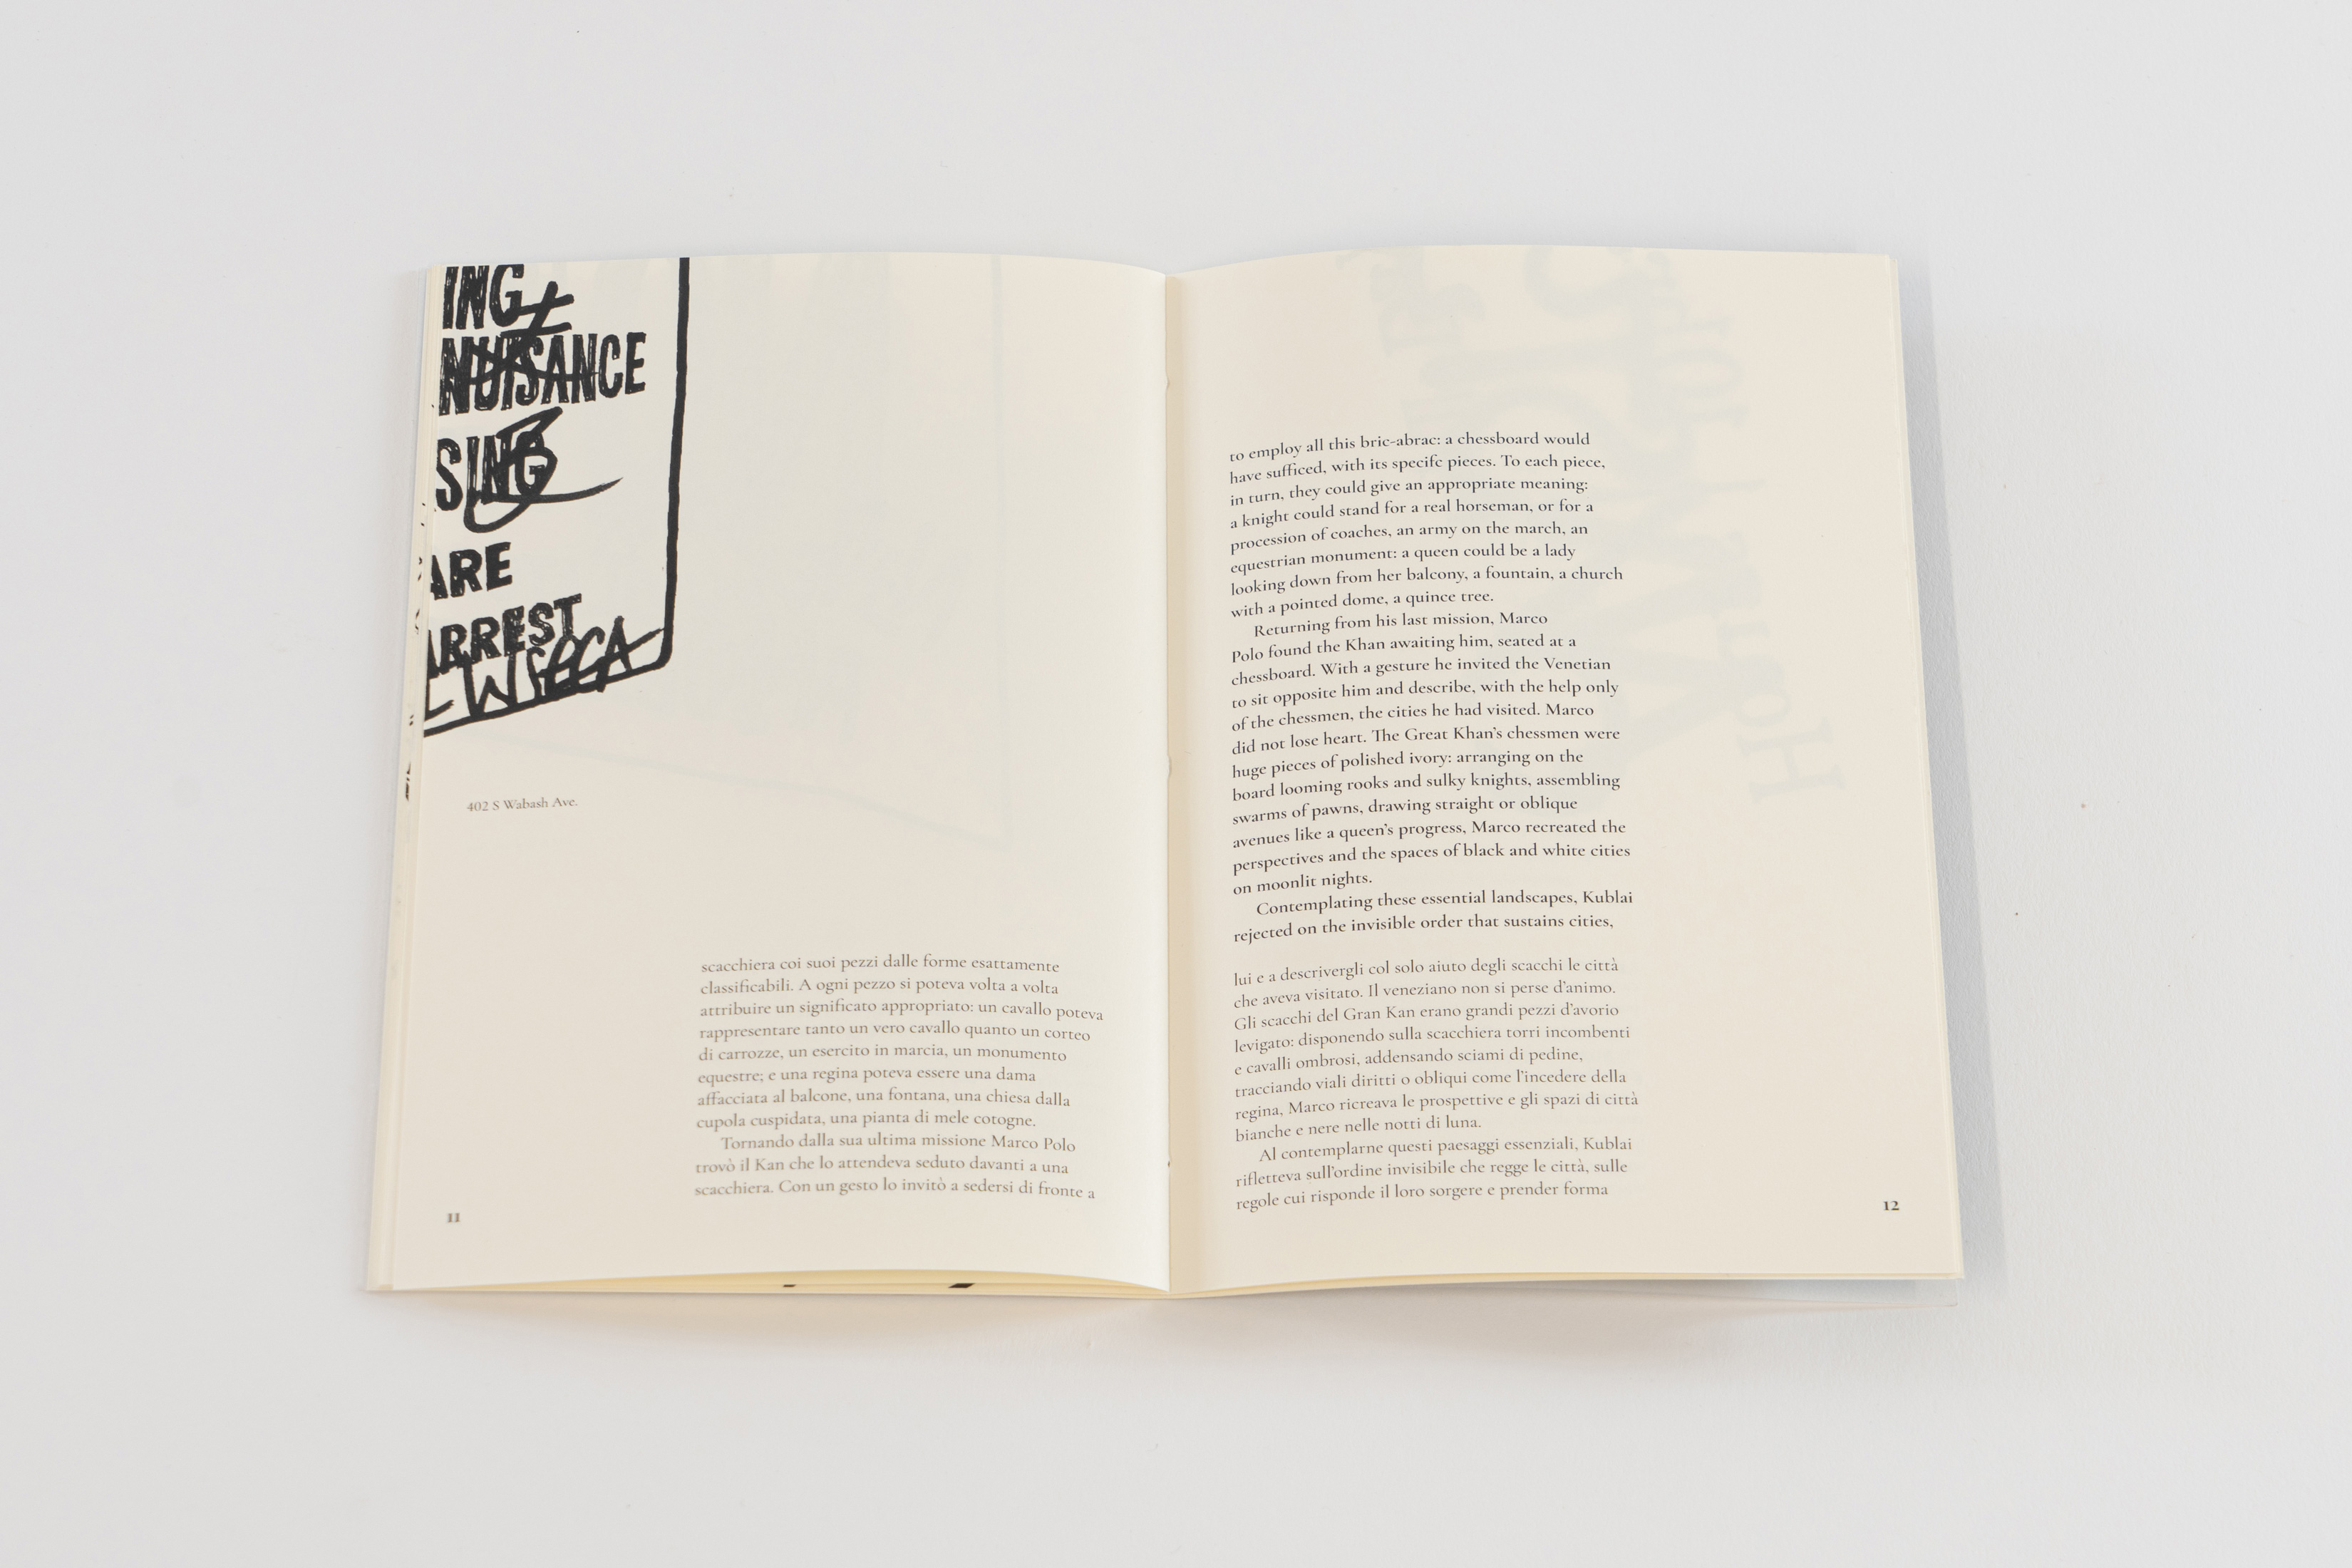 ING
NUISANCE
SING
ARE
ARREST
402 S Wabash Ave.
scacchiera coi suoi pezzi dalle forme esattamente
classificabili. A ogni pezzo si poteva volta a volta
attribuire un significato appropriato: un cavallo poteva
rappresentare tanto un vero cavallo quanto un corteo
di carrozze, un esercito in marcia, un monumento
equestre; e una regina poteva essere una dama
affacciata al balcone, una fontana, una chiesa dalla
cupola cuspidata, una pianta di mele cotogne.
Tornando dalla sua ultima missione Marco Polo
trovò il Kan che lo attendeva seduto davanti a una
scacchiera. Con un gesto lo invitò a sedersi di fronte a
11
to employ all this bric-abrac: a chessboard would
have sufficed, with its specifc pieces. To each piece,
in turn, they could give an appropriate meaning:
a knight could stand for a real horseman, or for a
procession of coaches, an army on the march, an
equestrian monument: a queen could be a lady
looking down from her balcony, a fountain, a church
with a pointed dome, a quince tree.
Returning from his last mission, Marco
Polo found the Khan awaiting him, seated at a
chessboard. With a gesture he invited the Venetian
to sit opposite him and describe, with the help only
of the chessmen, the cities he had visited. Marco
did not lose heart. The Great Khan's chessmen were
huge pieces of polished ivory: arranging on the
board looming rooks and sulky knights, assembling
swarms of pawns, drawing straight or oblique
avenues like a queen's progress, Marco recreated the
perspectives and the spaces of black and white cities
on moonlit nights.
Contemplating these essential landscapes, Kublai
rejected on the invisible order that sustains cities,
lui e a descrivergli col solo aiuto degli scacchi le città
che aveva visitato. Il veneziano non si perse d'animo.
Gli scacchi del Gran Kan erano grandi pezzi d'avorio
levigato: disponendo sulla scacchiera torri incombenti
e cavalli ombrosi, addensando sciami di pedine,
tracciando viali diritti o obliqui come l'incedere della
regina, Marco ricreava le prospettive e gli spazi di città
bianche e nere nelle notti di luna.
Al contemplarne questi paesaggi essenziali, Kublai
rifletteva sull'ordine invisibile che regge le città, sulle
regole cui risponde il loro sorgere e prender forma
12